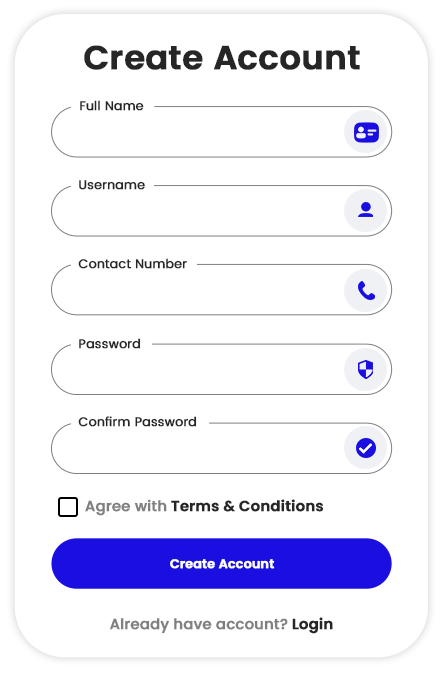 Create Account
Full Name
Username
Contact Number
Password
Confirm Password
Agree with Terms & Conditions
Create Account
Already have account? Login